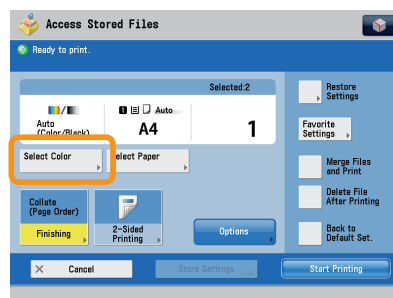 Access Stored Files
Ready to print.
Selected:2
Auto
(Color/Black)
Auto
A4
1
Select Color
elect Paper
Collate
(Page Order)
Finishing
2-Sided
Printing
Options
Restore
Settings
Favorite
Settings
Merge Files
and Print
Delete File
After Printing
Back to
Default Set.
Cancel
Store Settings
Start Printing